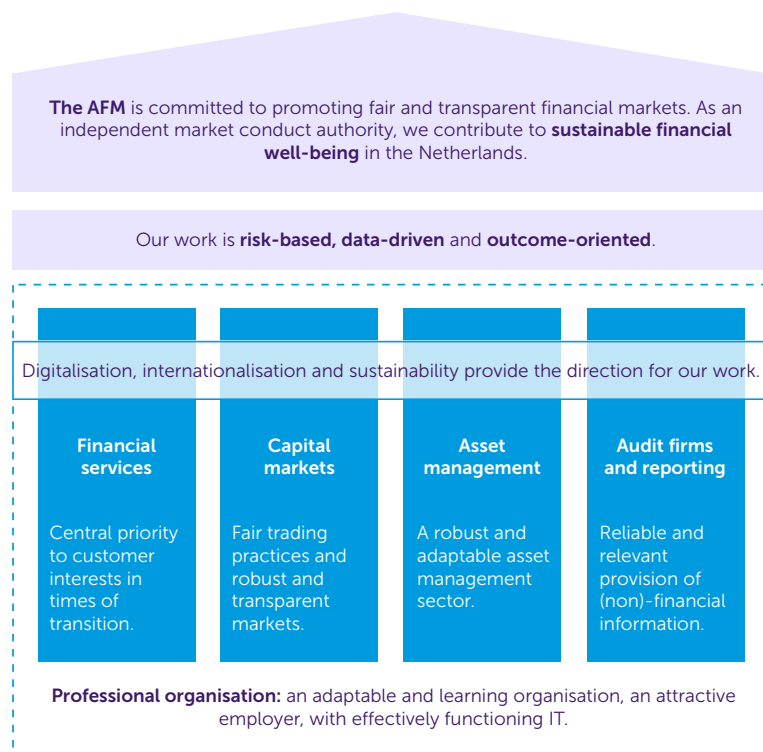 The AFM is committed to promoting fair and transparent financial markets. As an
independent market conduct authority, we contribute to sustainable financial
well-being in the Netherlands.
Our work is risk-based, data-driven and outcome-oriented.
Digitalisation, internationalisation and sustainability provide the direction for our work.
Financial
services
Central priority
to customer
interests in
times of
transition.
Capital
markets
Fair trading
practices and
robust and
transparent
markets.
Asset
management
A robust and
adaptable asset
management
sector.
Audit firms
and reporting
Reliable and
relevant
provision of
(non)-financial
information.
Professional organisation: an adaptable and learning organisation, an attractive
employer, with effectively functioning IT.